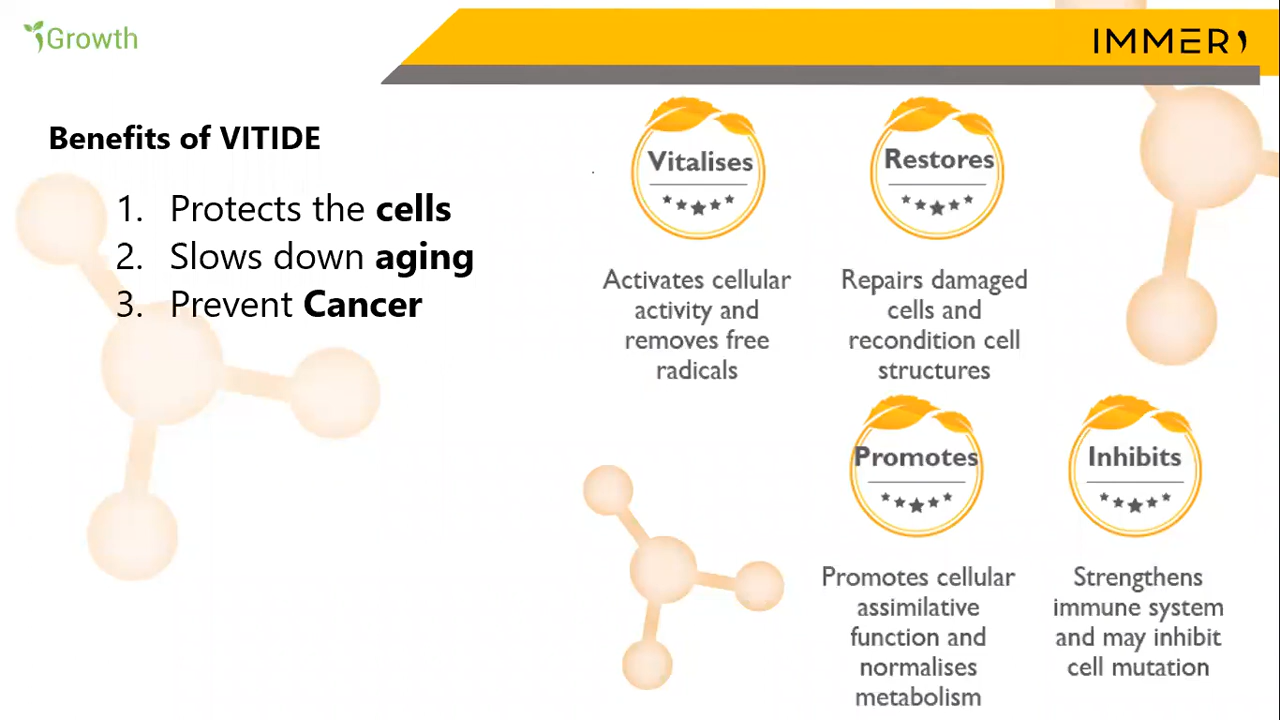 Growth
IMMERI
Benefits of VITIDE
1. Protects the cells
2. Slows down aging
3. Prevent Cancer
Vitalises
Activates cellular
activity and
removes free
radicals
Restores
Repairs damaged
cells and
recondition cell
structures
Promotes
Promotes cellular
assimilative
function and
normalises
metabolism
Inhibits
Strengthens
immune system
and may inhibit
cell mutation